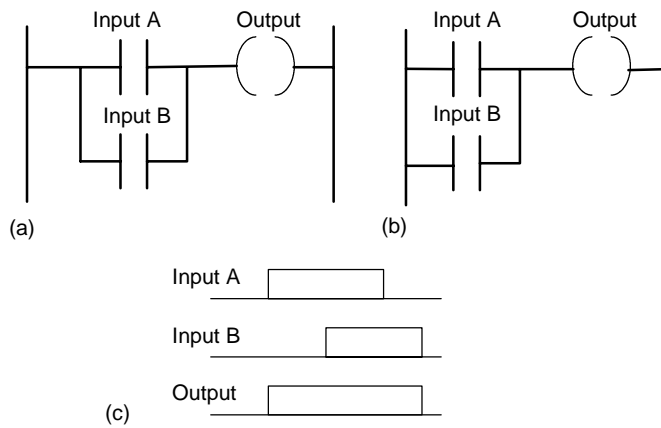 Input A Output
Input B
(a)
Input A Output
Input B
(b)
Input A
Input B
Output
(c)